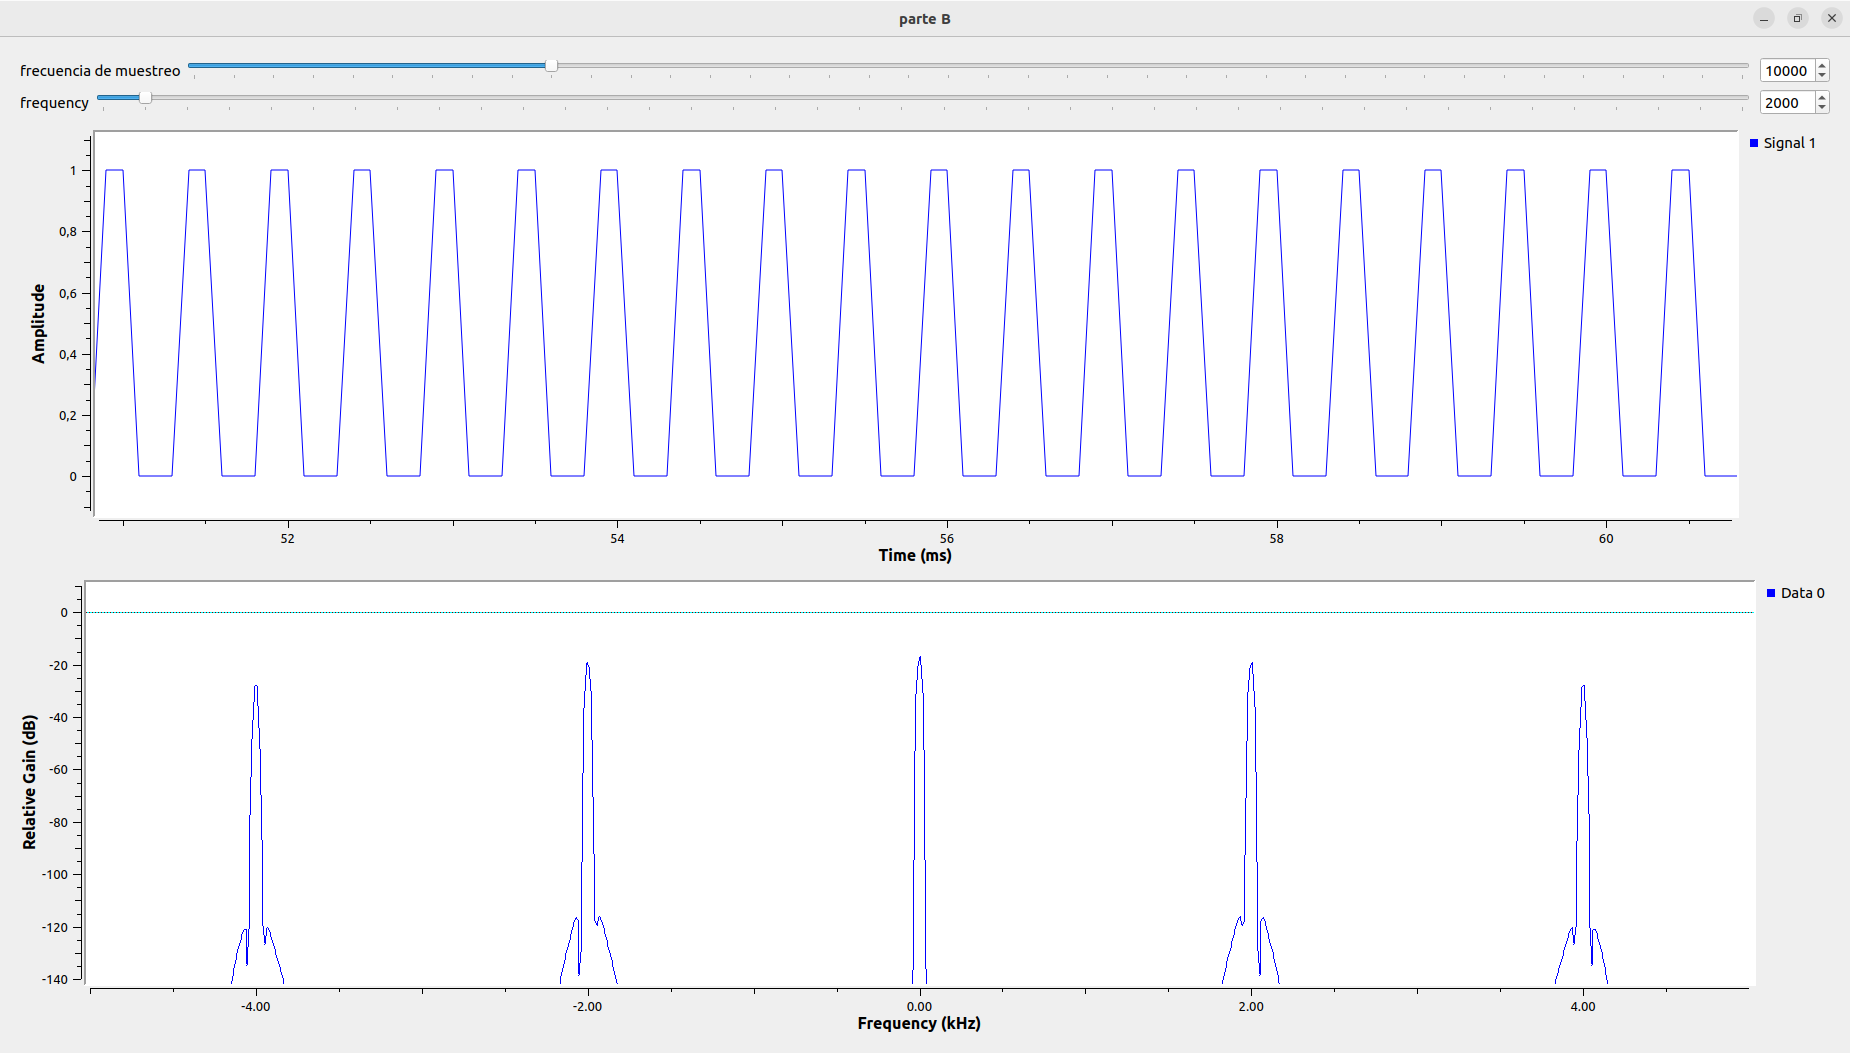 parte B
frecuencia de muestreo 10000
frequency 2000
Signal 1
Amplitude
1
0,8
0,6
0,4
0,2
0
52 54 56 58 60
Time (ms)
Data 0
Relative Gain (dB)
0
-20
-40
-60
-80
-100
-120
-140
-4.00 -2.00 0.00 2.00 4.00
Frequency (kHz)